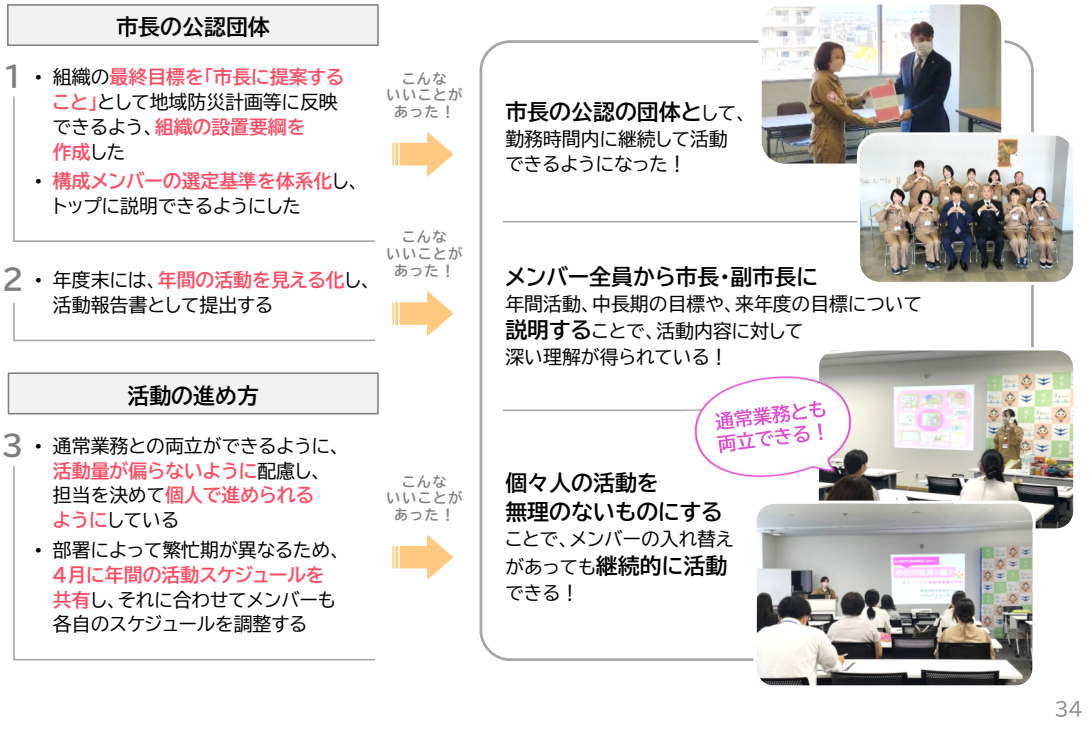 市長の公認団体
1
• 組織の最終目標を「市長に提案する
こと」として地域防災計画等に反映
できるよう、組織の設置要綱を
作成した
• 構成メンバーの選定基準を体系化し、
トップに説明できるようにした
こんな
いいことが
あった！
市長の公認の団体として、
勤務時間内に継続して活動
できるようになった！
2
• 年度末には、年間の活動を見える化し、
活動報告書として提出する
こんな
いいことが
あった！
メンバー全員から市長・副市長に
年間活動、中長期の目標や、来年度の目標について
説明することで、活動内容に対して
深い理解が得られている！
活動の進め方
3
• 通常業務との両立ができるように、
活動量が偏らないように配慮し、
担当を決めて個人で進められる
ようにしている
• 部署によって繁忙期が異なるため、
4月に年間の活動スケジュールを
共有し、それに合わせてメンバーも
各自のスケジュールを調整する
こんな
いいことが
あった！
通常業務とも
両立できる！
個々人の活動を
無理のないものにする
ことで、メンバーの入れ替え
があっても継続的に活動
できる！
34